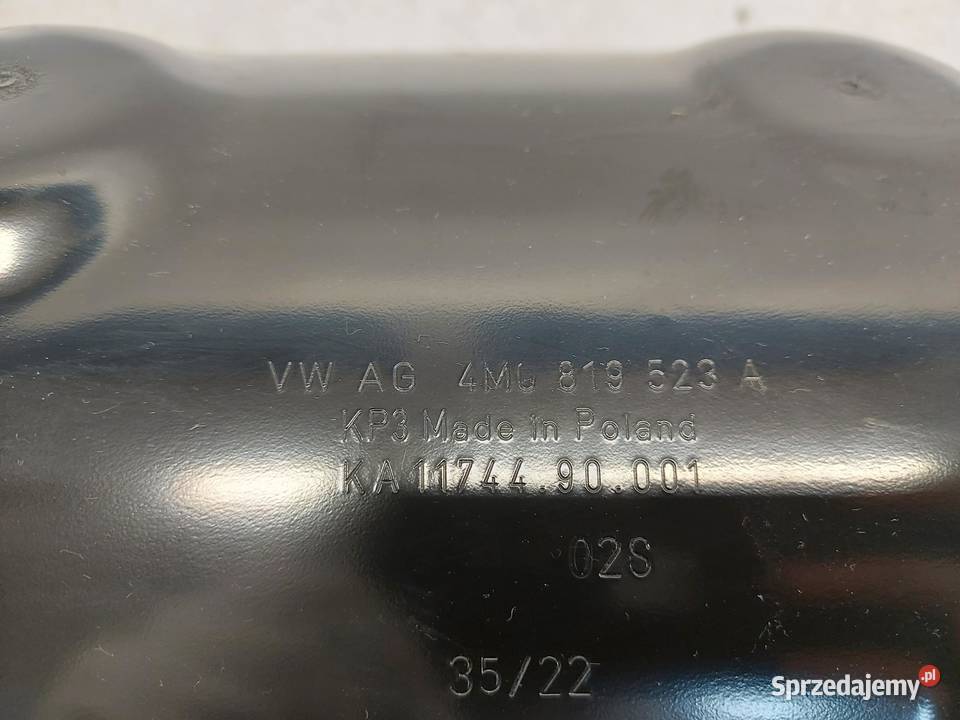 VW AG 4M0 819 523 A
KP3 Made in Poland
KA 11744.90.001
02S
35/22
Sprzedajemy.pl